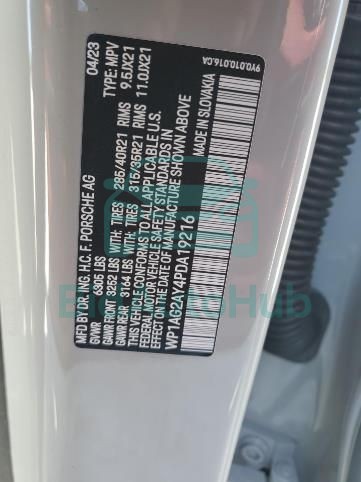 9Y0.010.016.CA
MFD BY DR. ING. H.C. F. PORSCHE AG 04/23
GVWR 6305 LBS TYPE: MPV
GAWR FRONT 3252 LBS WITH: TIRES 285/40R21 RIMS 9.5JX21
GAWR REAR 3164 LBS WITH: TIRES 315/35R21 RIMS 11.0JX21
THIS VEHICLE CONFORMS TO ALL APPLICABLE U.S.
FEDERAL MOTOR VEHICLE SAFETY STANDARDS IN
EFFECT ON THE DATE OF MANUFACTURE SHOWN ABOVE
WP1AG2AY4PDA19216 MADE IN SLOVAKIA